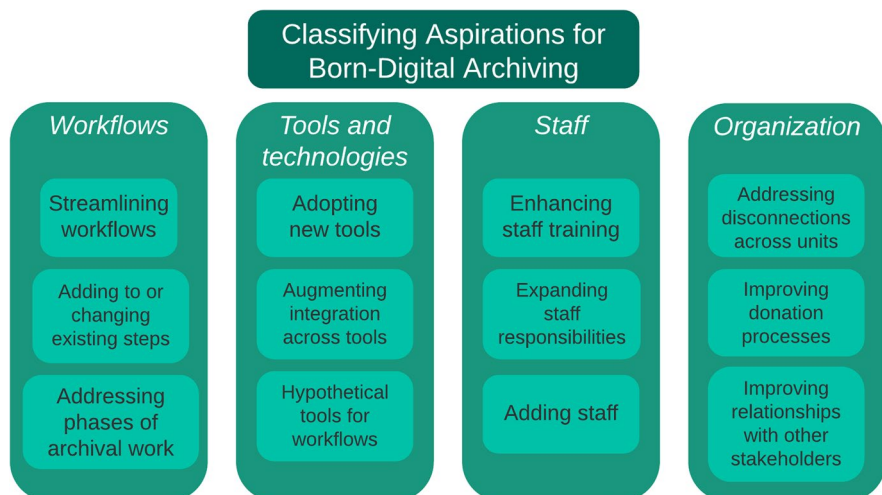 Classifying Aspirations for
Born-Digital Archiving
Workflows
Streamlining
workflows
Adding to or
changing
existing steps
Addressing
phases of
archival work
Tools and
technologies
Adopting
new tools
Augmenting
integration
across tools
Hypothetical
tools for
workflows
Staff
Enhancing
staff training
Expanding
staff
responsibilities
Adding staff
Organization
Addressing
disconnections
across units
Improving
donation
processes
Improving
relationships
with other
stakeholders